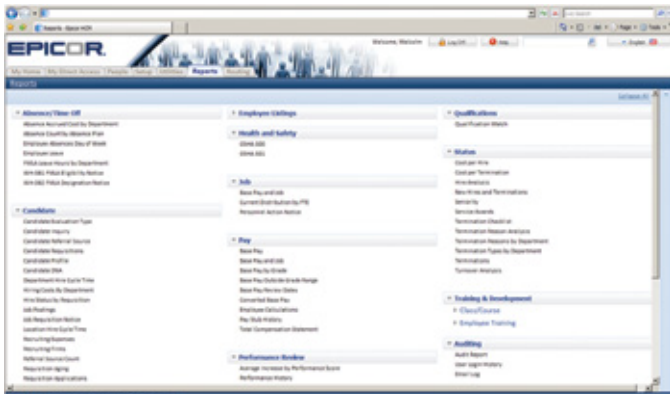 Reports - Epicor HCM
EPICOR
Welcome, Malcolm
Log Off
Help
English
My Home
My Direct Access
People
Setup
Utilities
Reports
Routing
Reports
Collapse All
Absence/Time Off
Absence Accrued Cost by Department
Absence Count by Absence Plan
Employee Absences Day of Week
Employee Leave
FMLA Leave Hours by Department
WH-381 FMLA Eligibility Notice
WH-382 FMLA Designation Notice
Candidate
Candidate Evaluation Type
Candidate Inquiry
Candidate Referral Source
Candidate Requisitions
Candidate Profile
Candidate DNA
Department Hire Cycle Time
Hiring Costs By Department
Hire Status by Requisition
Job Postings
Job Requisition Notice
Location Hire Cycle Time
Recruiting Expenses
Recruiting Firms
Referral Source Count
Requisition Aging
Requisition Applications
Employee Listings
Health and Safety
OSHA 300
OSHA 301
Job
Base Pay and Job
Current Distribution by FTE
Personnel Action Notice
Pay
Base Pay
Base Pay and Job
Base Pay by Grade
Base Pay Outside Grade Range
Base Pay Review Dates
Converted Base Pay
Employee Calculations
Pay Stub History
Total Compensation Statement
Performance Review
Average Increase by Performance Score
Performance History
Qualifications
Qualification Match
Status
Cost per Hire
Cost per Termination
Hire Analysis
New Hires and Terminations
Seniority
Service Awards
Termination Checklist
Termination Reason Analysis
Termination Reasons by Department
Termination Types by Department
Terminations
Turnover Analysis
Training & Development
Class/Course
Employee Training
Auditing
Audit Report
User Login History
Error Log